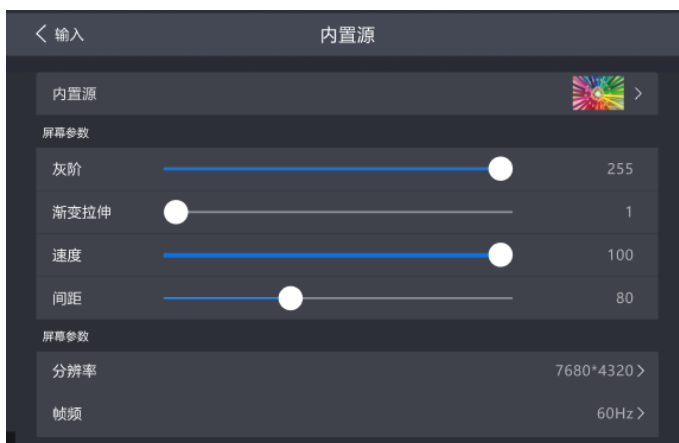 输入
内置源
内置源
屏幕参数
灰阶 255
渐变拉伸 1
速度 100
间距 80
屏幕参数
分辨率 7680*4320
帧频 60Hz